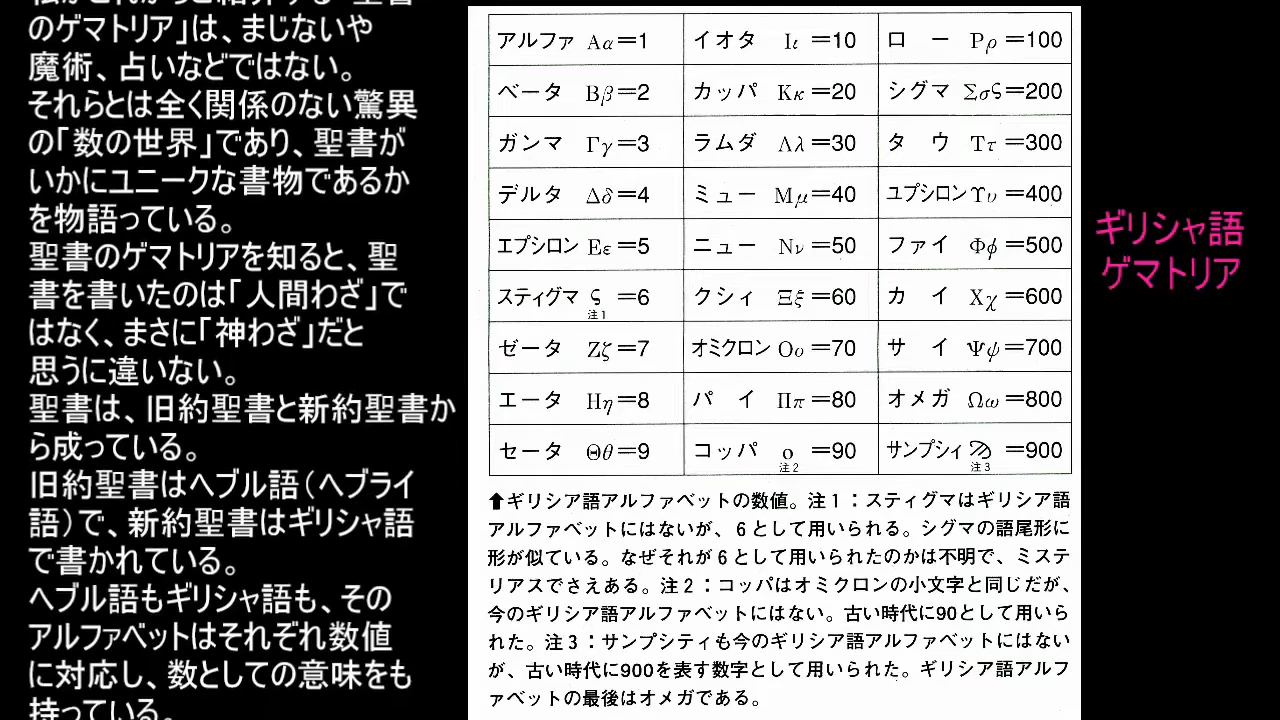 のゲマトリア」は、まじないや
魔術、占いなどではない。
それらとは全く関係のない驚異
の「数の世界」であり、聖書が
いかにユニークな書物であるか
を物語っている。
聖書のゲマトリアを知ると、聖
書を書いたのは「人間わざ」で
はなく、まさに「神わざ」だと
思うに違いない。
聖書は、旧約聖書と新約聖書か
ら成っている。
旧約聖書はヘブル語(ヘブライ
語)で、新約聖書はギリシャ語
で書かれている。
ヘブル語もギリシャ語も、その
アルファベットはそれぞれ数値
に対応し、数としての意味をも
持っている。
アルファ Αα=1 イオタ Iι=10 ロー Ρρ=100
ベータ Ββ=2 カッパ Κκ=20 シグマ Σσς=200
ガンマ Γγ=3 ラムダ Λλ=30 タウ Ττ=300
デルタ Δδ=4 ミュー Μμ=40 ユプシロン ϒυ=400
エプシロン Εε=5 ニュー Νν=50 ファイ Φφ=500
スティグマ ς=6 クシィ Ξξ=60 カイ Χχ=600
注1
ゼータ Ζζ=7 オミクロン Οο=70 サイ Ψψ=700
エータ Ηη=8 パイ Ππ=80 オメガ Ωω=800
セータ Θθ=9 コッパ ο=90 サンプシィ ϡ=900
注2 注3
⬆ギリシア語アルファベットの数値。注1:スティグマはギリシア語
アルファベットにはないが、6として用いられる。シグマの語尾形に
形が似ている。なぜそれが6として用いられたのかは不明で、ミステ
リアスでさえある。注2:コッパはオミクロンの小文字と同じだが、
今のギリシア語アルファベットにはない。古い時代に90として用いら
れた。注3:サンプシティも今のギリシア語アルファベットにはない
が、古い時代に900を表す数字として用いられた。ギリシア語アルフ
ァベットの最後はオメガである。
ギリシャ語
ゲマトリア